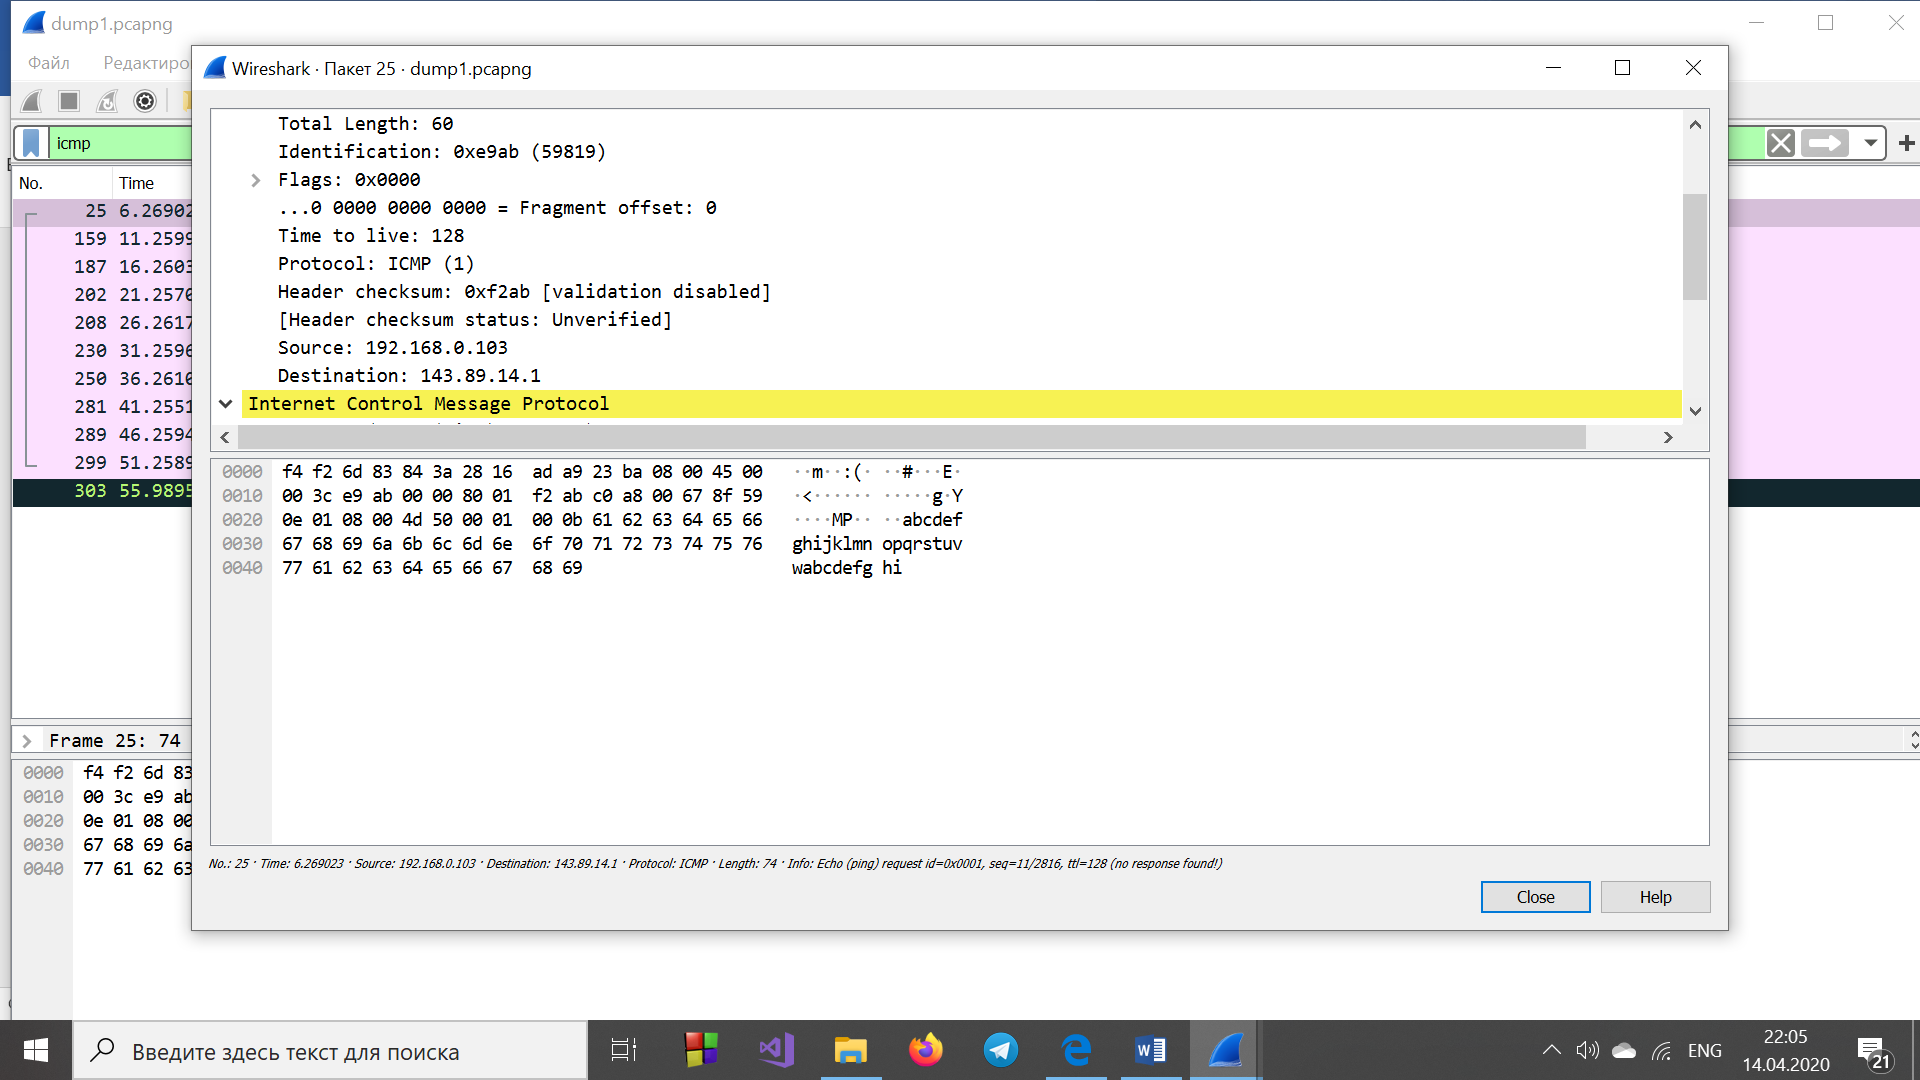 dump1.pcapng
Файл Редактиро
Wireshark · Пакет 25 · dump1.pcapng
icmp
No. Time
25 6.26902
159 11.2599
187 16.2603
202 21.2570
208 26.2617
230 31.2596
250 36.2610
281 41.2551
289 46.2594
299 51.2589
303 55.9895
Total Length: 60
Identification: 0xe9ab (59819)
Flags: 0x0000
...0 0000 0000 0000 = Fragment offset: 0
Time to live: 128
Protocol: ICMP (1)
Header checksum: 0xf2ab [validation disabled]
[Header checksum status: Unverified]
Source: 192.168.0.103
Destination: 143.89.14.1
Internet Control Message Protocol
0000 f4 f2 6d 83 84 3a 28 16 ad a9 23 ba 08 00 45 00 ··m··:(· ··#···E·
0010 00 3c e9 ab 00 00 80 01 f2 ab c0 a8 00 67 8f 59 ·<······ ·····g·Y
0020 0e 01 08 00 4d 50 00 01 00 0b 61 62 63 64 65 66 ····MP·· ··abcdef
0030 67 68 69 6a 6b 6c 6d 6e 6f 70 71 72 73 74 75 76 ghijklmn opqrstuv
0040 77 61 62 63 64 65 66 67 68 69 wabcdefg hi
No.: 25 · Time: 6.269023 · Source: 192.168.0.103 · Destination: 143.89.14.1 · Protocol: ICMP · Length: 74 · Info: Echo (ping) request id=0x0001, seq=11/2816, ttl=128 (no response found!)
Close Help
Frame 25: 74
0000 f4 f2 6d 83
0010 00 3c e9 ab
0020 0e 01 08 00
0030 67 68 69 6a
0040 77 61 62 63
Введите здесь текст для поиска
ENG
22:05
14.04.2020
21